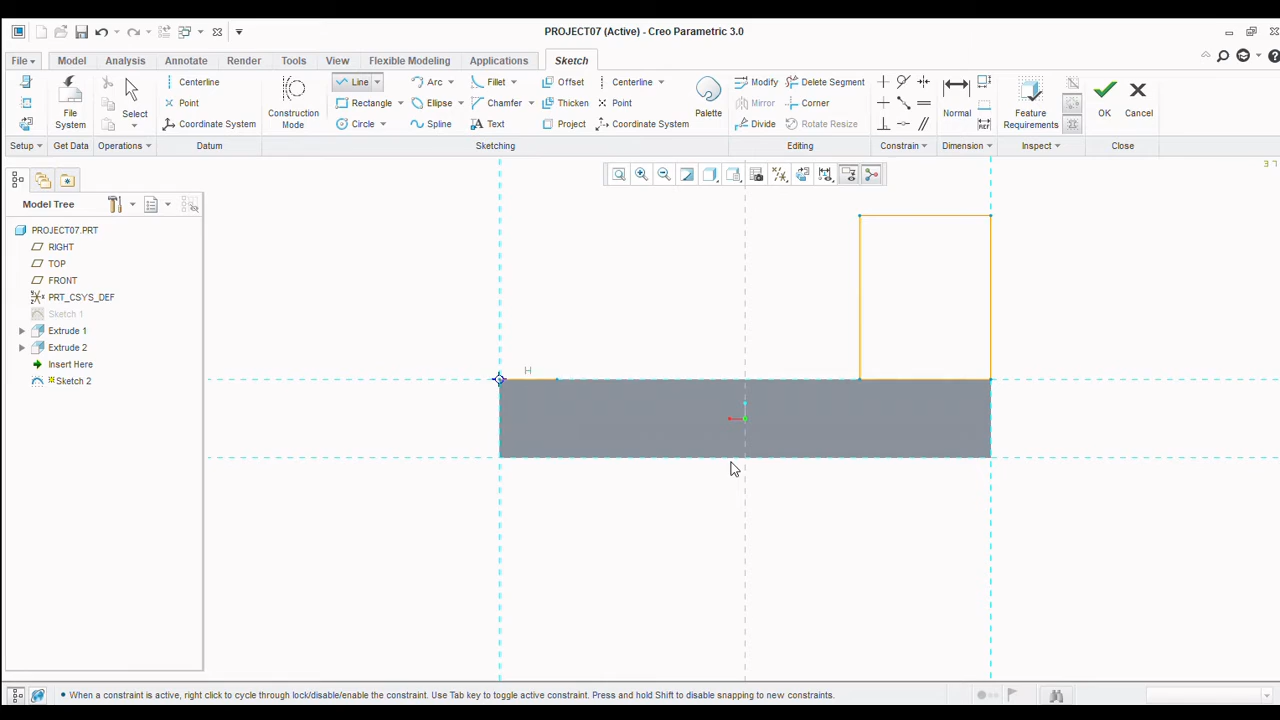 PROJECT07 (Active) - Creo Parametric 3.0
File Model Analysis Annotate Render Tools View Flexible Modeling Applications Sketch
Centerline Line Arc Fillet Offset Centerline Modify Delete Segment
Point Rectangle Ellipse Chamfer Thicken Point Mirror Corner
Coordinate System Circle Spline Text Project Coordinate System Divide Rotate Resize
File System Select Construction Mode Palette Normal Feature Requirements OK Cancel
Setup Get Data Operations Datum Sketching Editing Constrain Dimension Inspect Close
37
Model Tree
PROJECT07.PRT
RIGHT
TOP
FRONT
PRT_CSYS_DEF
Sketch 1
Extrude 1
Extrude 2
Insert Here
Sketch 2
H
• When a constraint is active, right click to cycle through lock/disable/enable the constraint. Use Tab key to toggle active constraint. Press and hold Shift to disable snapping to new constraints.